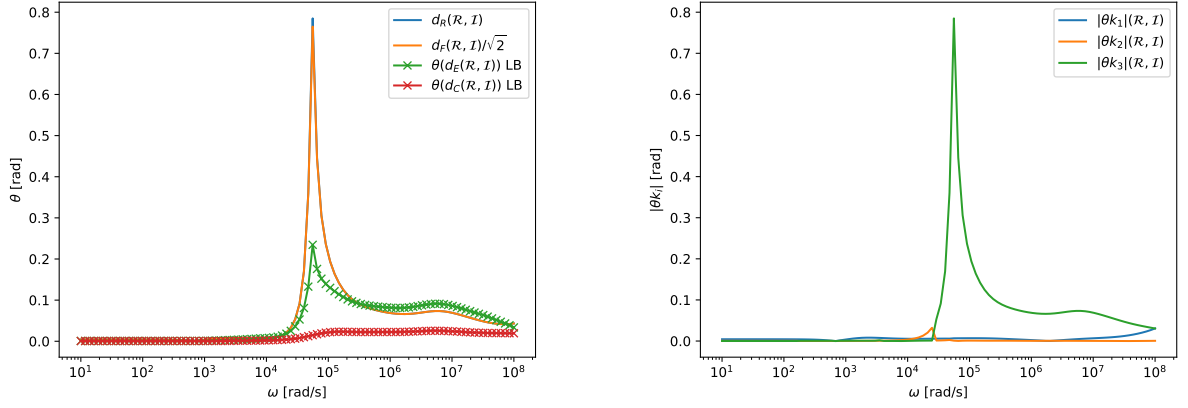 0.8
0.7
0.6
0.5
0.4
0.3
0.2
0.1
0.0
θ [rad]
10¹ 10² 10³ 10⁴ 10⁵ 10⁶ 10⁷ 10⁸
ω [rad/s]
d_R(ℛ, ℐ)
d_F(ℛ, ℐ)/√2
θ(d_E(ℛ, ℐ)) LB
θ(d_C(ℛ, ℐ)) LB
0.8
0.7
0.6
0.5
0.4
0.3
0.2
0.1
0.0
|θk_i| [rad]
10¹ 10² 10³ 10⁴ 10⁵ 10⁶ 10⁷ 10⁸
ω [rad/s]
|θk₁|(ℛ, ℐ)
|θk₂|(ℛ, ℐ)
|θk₃|(ℛ, ℐ)